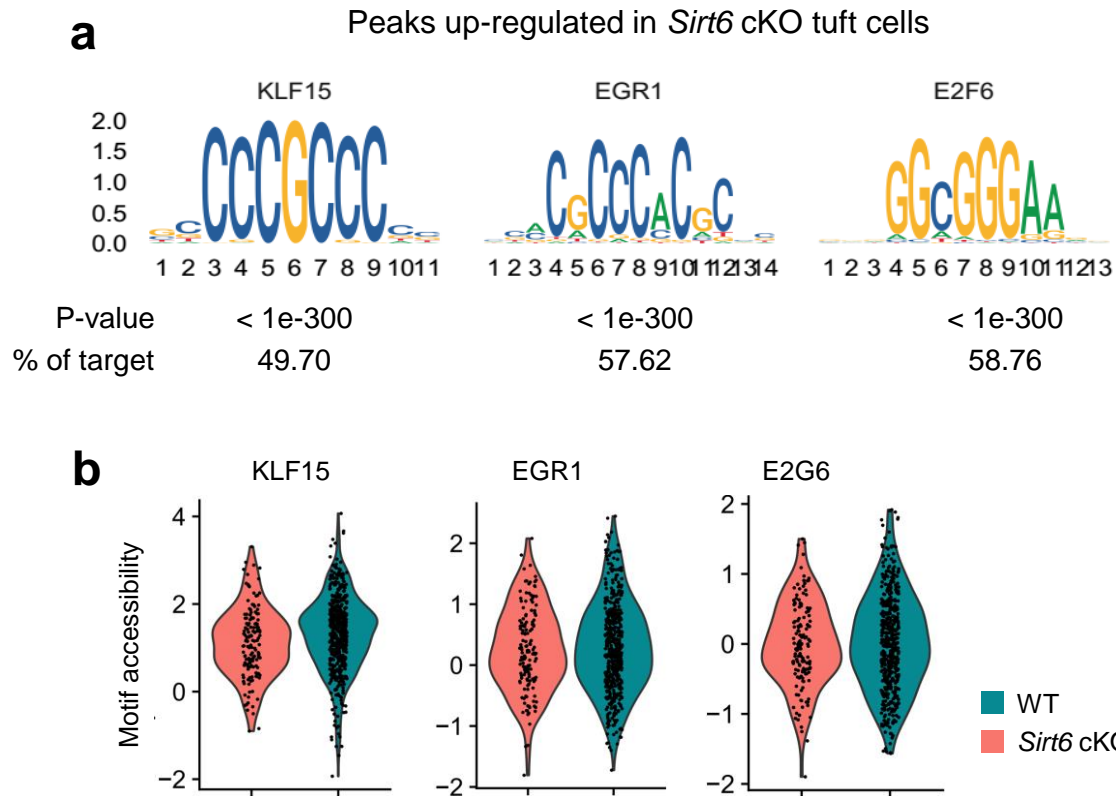 a
Peaks up-regulated in Sirt6 cKO tuft cells
KLF15 EGR1 E2F6
2.0
1.5
1.0
0.5
0.0
1 2 3 4 5 6 7 8 9 10 11 1 2 3 4 5 6 7 8 9 10 11 12 13 14 1 2 3 4 5 6 7 8 9 10 11 12 13
CCCGCCC CGCCCACGC GGCGGGAA
P-value < 1e-300 < 1e-300 < 1e-300
% of target 49.70 57.62 58.76
b
KLF15 EGR1 E2G6
Motif accessibility
4
2
0
−2
2
1
0
−1
−2
2
1
0
−1
−2
WT
Sirt6 cKO